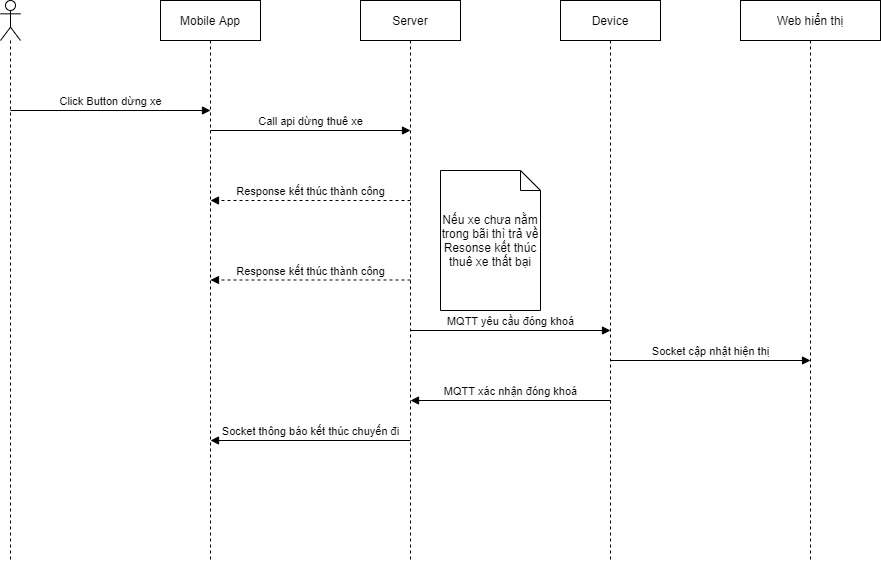 Mobile App
Server
Device
Web hiển thị
Click Button dừng xe
Call api dừng thuê xe
Response kết thúc thành công
Nếu xe chưa nằm
trong bãi thì trả về
Resonse kết thúc
thuê xe thất bại
Response kết thúc thành công
MQTT yêu cầu đóng khoá
Socket cập nhật hiện thị
MQTT xác nhận đóng khoá
Socket thông báo kết thúc chuyến đi